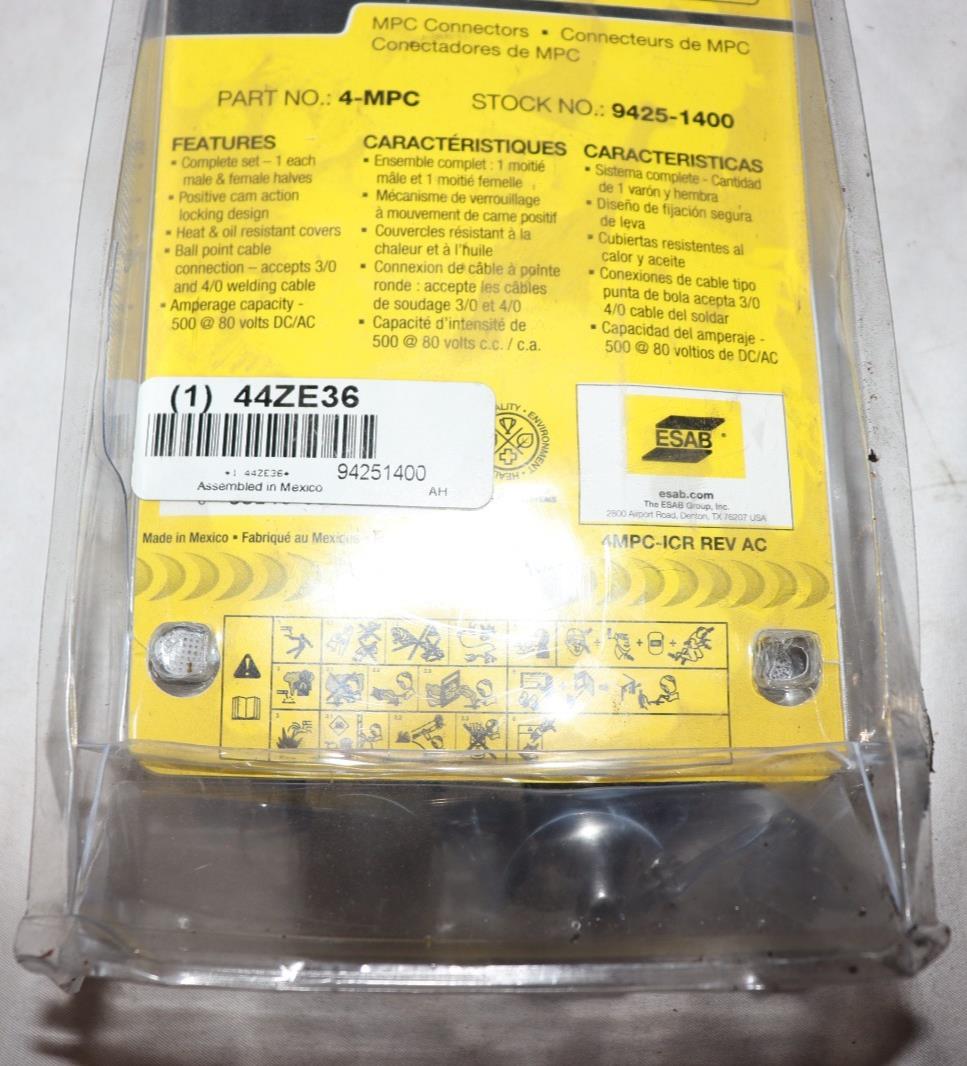 MPC Connectors ▪ Connecteurs de MPC
Conectadores de MPC
PART NO.: 4-MPC STOCK NO.: 9425-1400
FEATURES
▪ Complete set – 1 each
male & female halves
▪ Positive cam action
locking design
▪ Heat & oil resistant covers
▪ Ball point cable
connection – accepts 3/0
and 4/0 welding cable
▪ Amperage capacity -
500 @ 80 volts DC/AC
CARACTÉRISTIQUES
▪ Ensemble complet : 1 moitié
mâle et 1 moitié femelle
▪ Mécanisme de verrouillage
à mouvement de came positif
▪ Couvercles résistant à la
chaleur et à l'huile
▪ Connexion de câble à pointe
ronde : accepte les câbles
de soudage 3/0 et 4/0
▪ Capacité d'intensité de
500 @ 80 volts c.c. / c.a.
CARACTERISTICAS
▪ Sistema complete - Cantidad
de 1 varón y hembra
▪ Diseño de fijación segura
de leva
▪ Cubiertas resistentes al
calor y aceite
▪ Conexiones de cable tipo
punta de bola acepta 3/0
4/0 cable del soldar
▪ Capacidad del amperaje -
500 @ 80 voltios de DC/AC
(1) 44ZE36
*1 44ZE36*
94251400
Assembled in Mexico
AH
ENVIRONMENT
ESAB
esab.com
The ESAB Group, Inc.
2800 Airport Road, Denton, TX 76207 USA
Made in Mexico ▪ Fabriqué au Mexique
4MPC-ICR REV AC